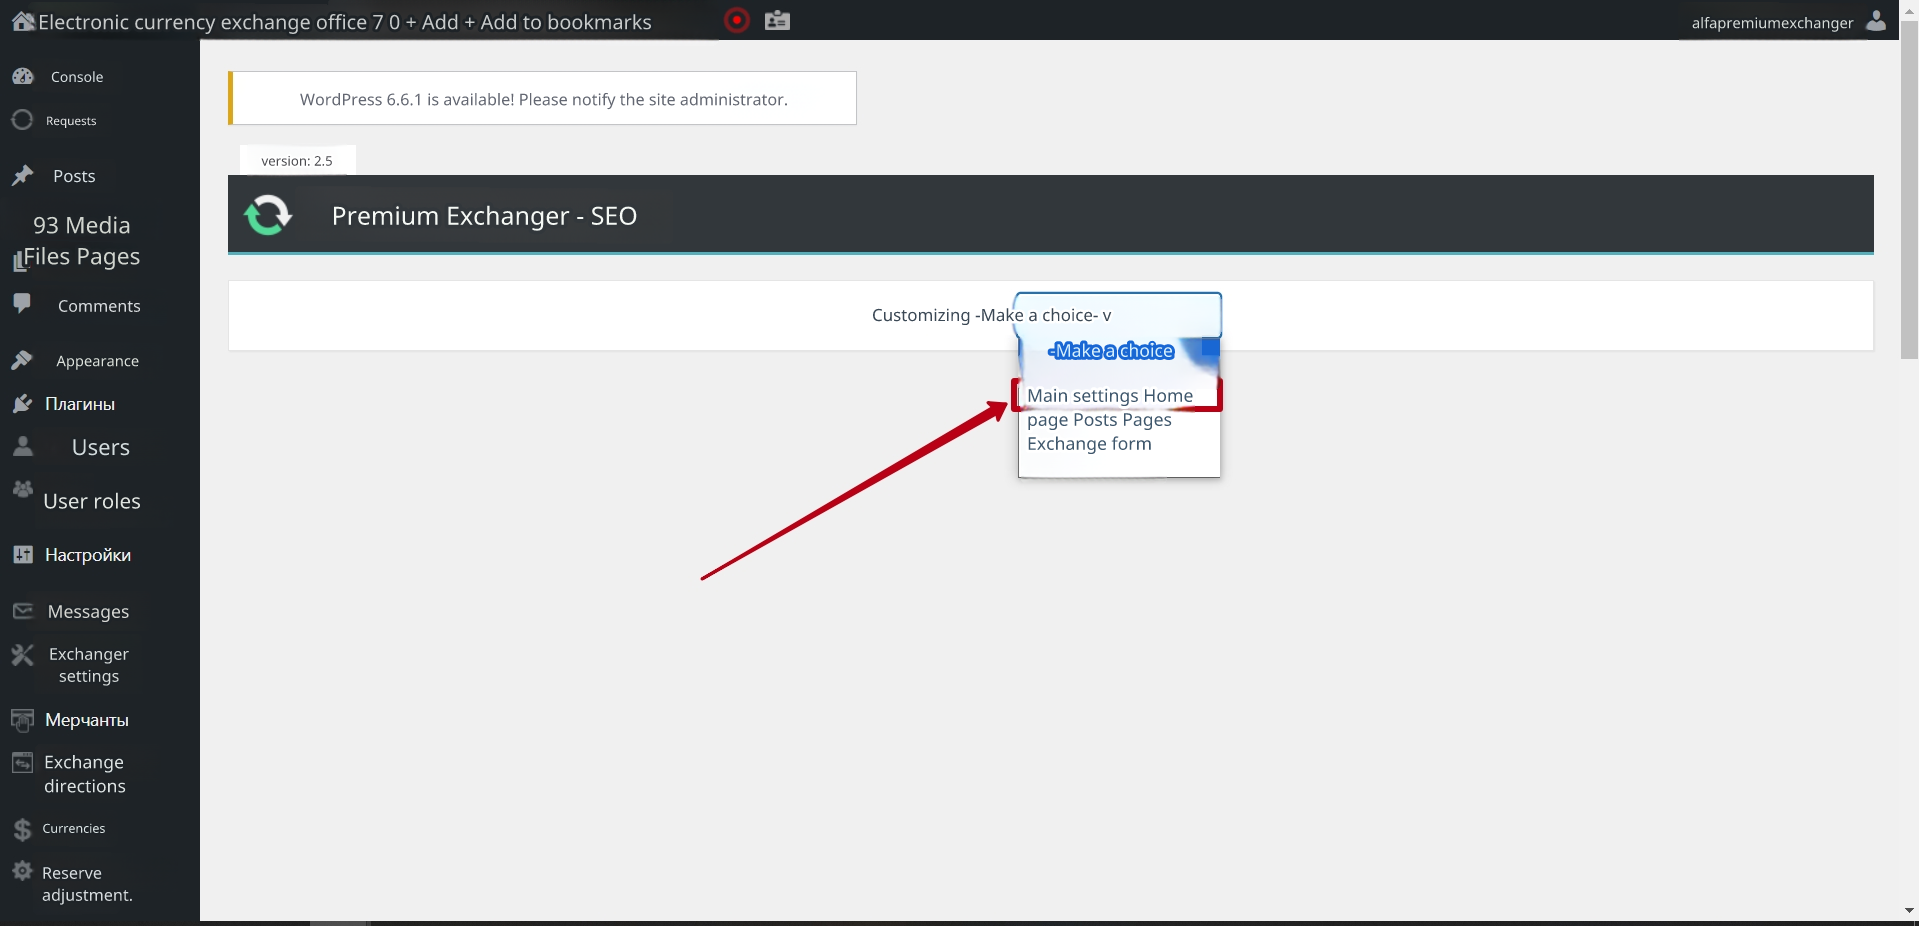 Electronic currency exchange office 7 0 + Add + Add to bookmarks
alfapremiumexchanger
Console
Requests
Posts
93 Media
Files Pages
Comments
Appearance
Плагины
Users
User roles
Настройки
Messages
Exchanger
settings
Мерчанты
Exchange
directions
Currencies
Reserve
adjustment.
WordPress 6.6.1 is available! Please notify the site administrator.
version: 2.5
Premium Exchanger - SEO
Customizing -Make a choice- v
-Make a choice
Main settings Home
page Posts Pages
Exchange form